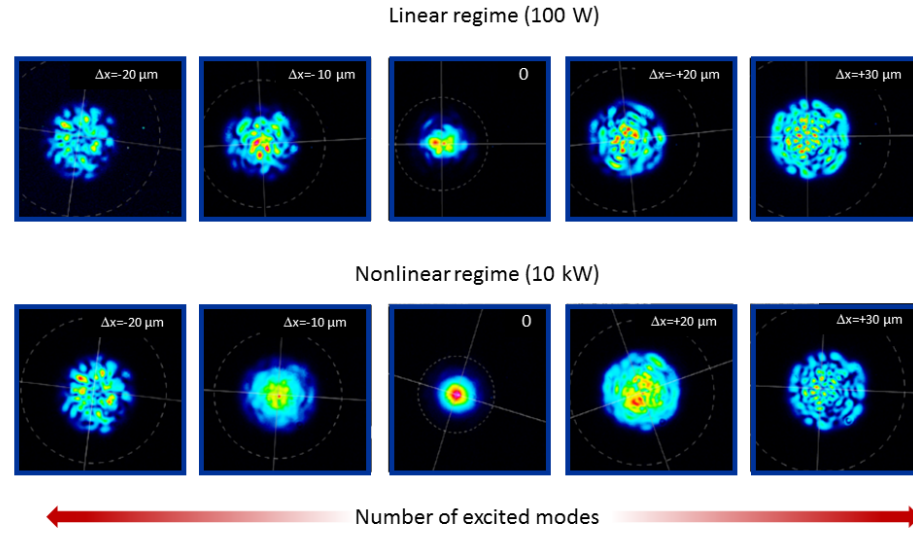 Linear regime (100 W)
Δx=-20 μm
Δx=- 10 μm
0
Δx=-+20 μm
Δx=+30 μm
Nonlinear regime (10 kW)
Δx=-20 μm
Δx=-10 μm
0
Δx=+20 μm
Δx=+30 μm
Number of excited modes